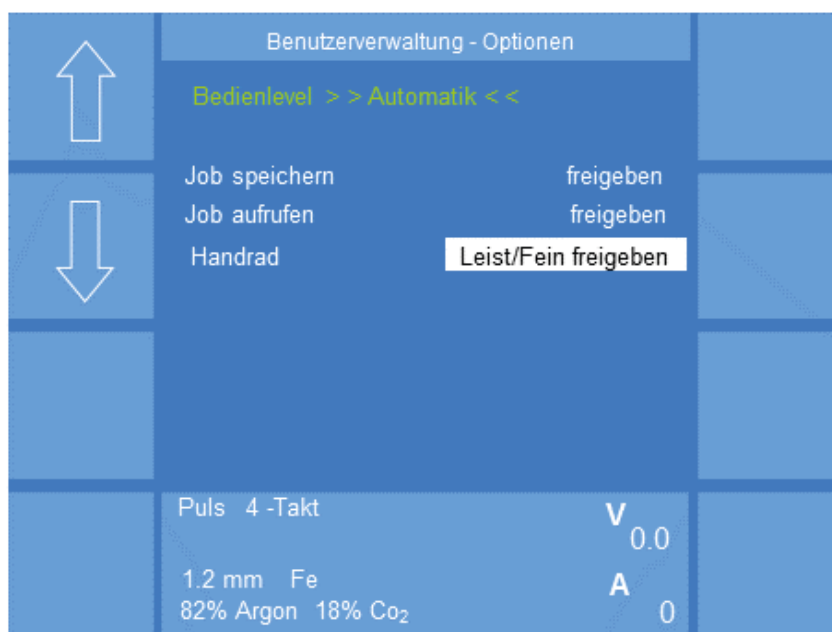 Benutzerverwaltung - Optionen
Bedienlevel > > Automatik < <
Job speichern freigeben
Job aufrufen freigeben
Handrad Leist/Fein freigeben
Puls 4 -Takt V
0.0
1.2 mm Fe A
82% Argon 18% Co₂ 0